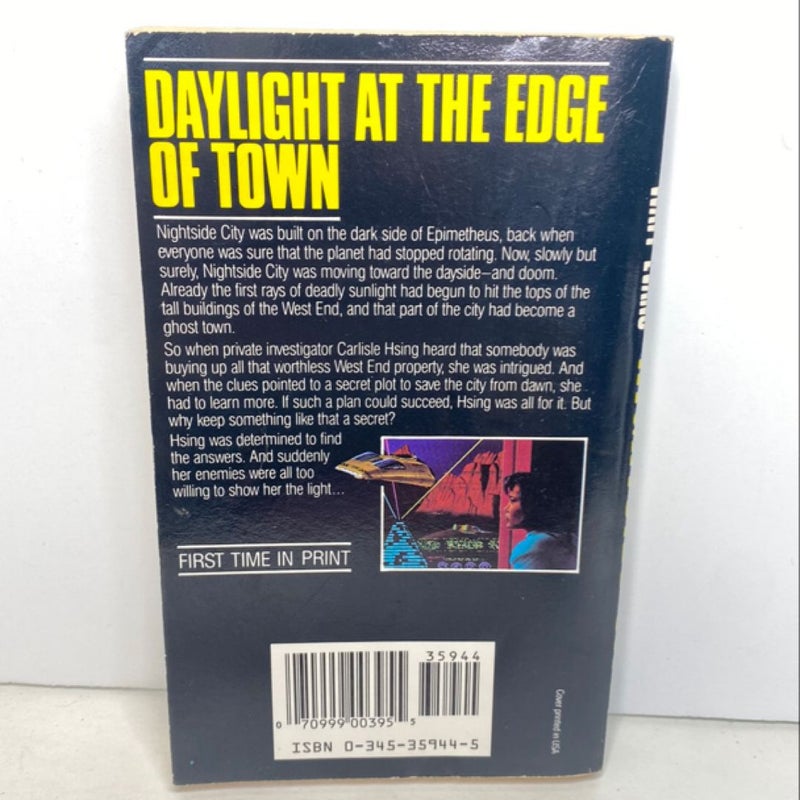 DAYLIGHT AT THE EDGE
OF TOWN
Nightside City was built on the dark side of Epimetheus, back when
everyone was sure that the planet had stopped rotating. Now, slowly but
surely, Nightside City was moving toward the dayside—and doom.
Already the first rays of deadly sunlight had begun to hit the tops of the
tall buildings of the West End, and that part of the city had become a
ghost town.
So when private investigator Carlisle Hsing heard that somebody was
buying up all that worthless West End property, she was intrigued. And
when the clues pointed to a secret plot to save the city from dawn, she
had to learn more. If such a plan could succeed, Hsing was all for it. But
why keep something like that a secret?
Hsing was determined to find
the answers. And suddenly
her enemies were all too
willing to show her the light...
FIRST TIME IN PRINT
35944
0 70999 00395 5
ISBN 0-345-35944-5
Cover printed in USA